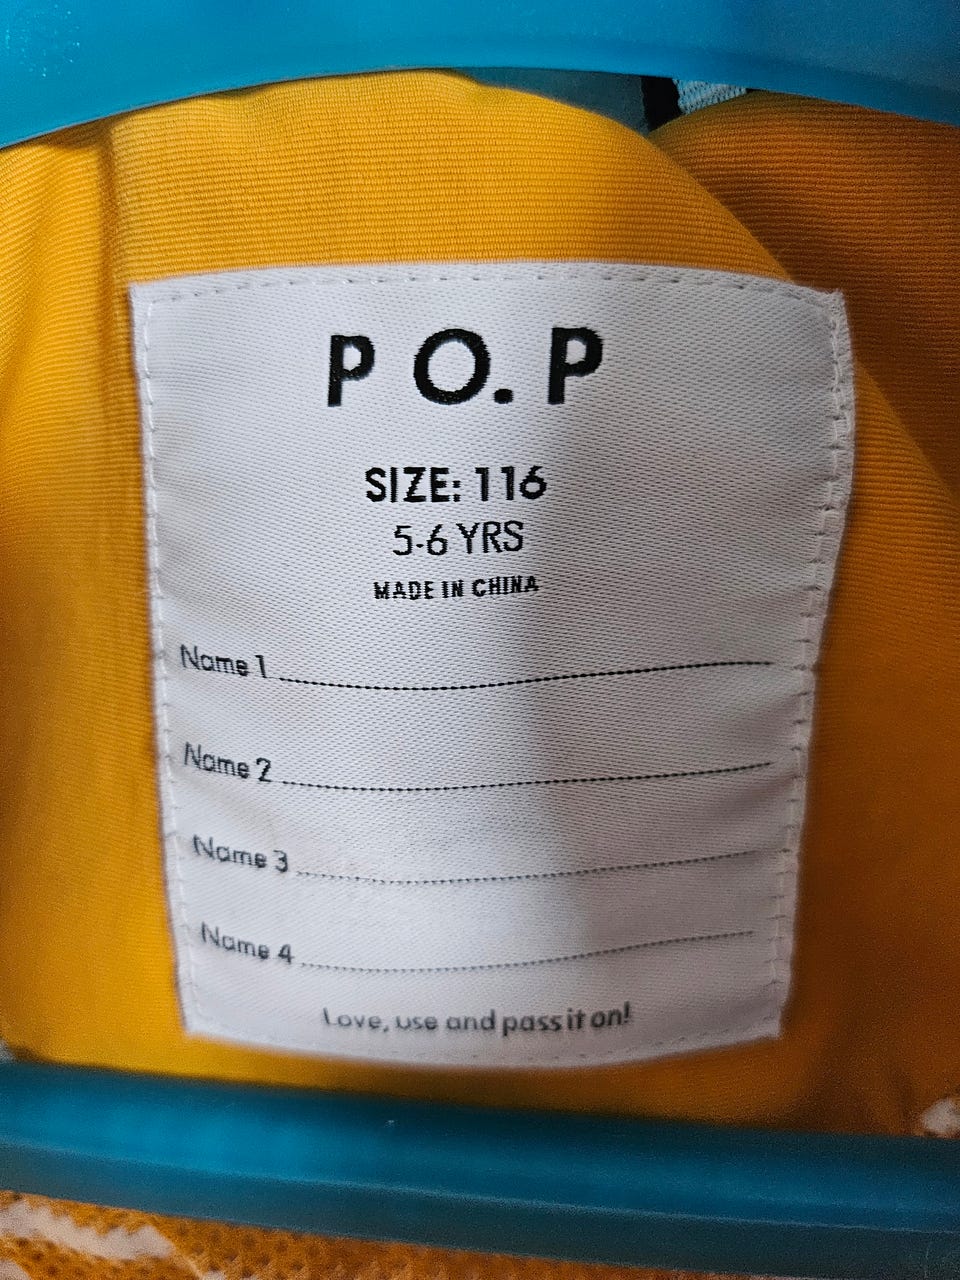 P O. P
SIZE: 116
5-6 YRS
MADE IN CHINA
Name 1
Name 2
Name 3
Name 4
Love, use and pass it on!